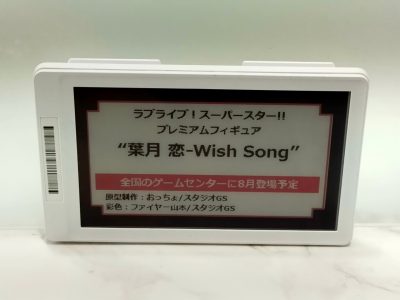 ラブライブ！スーパースター!!
プレミアムフィギュア
“葉月 恋-Wish Song”
全国のゲームセンターに8月登場予定
原型制作：おっちょ/スタジオGS
彩色：ファイヤー山本/スタジオGS